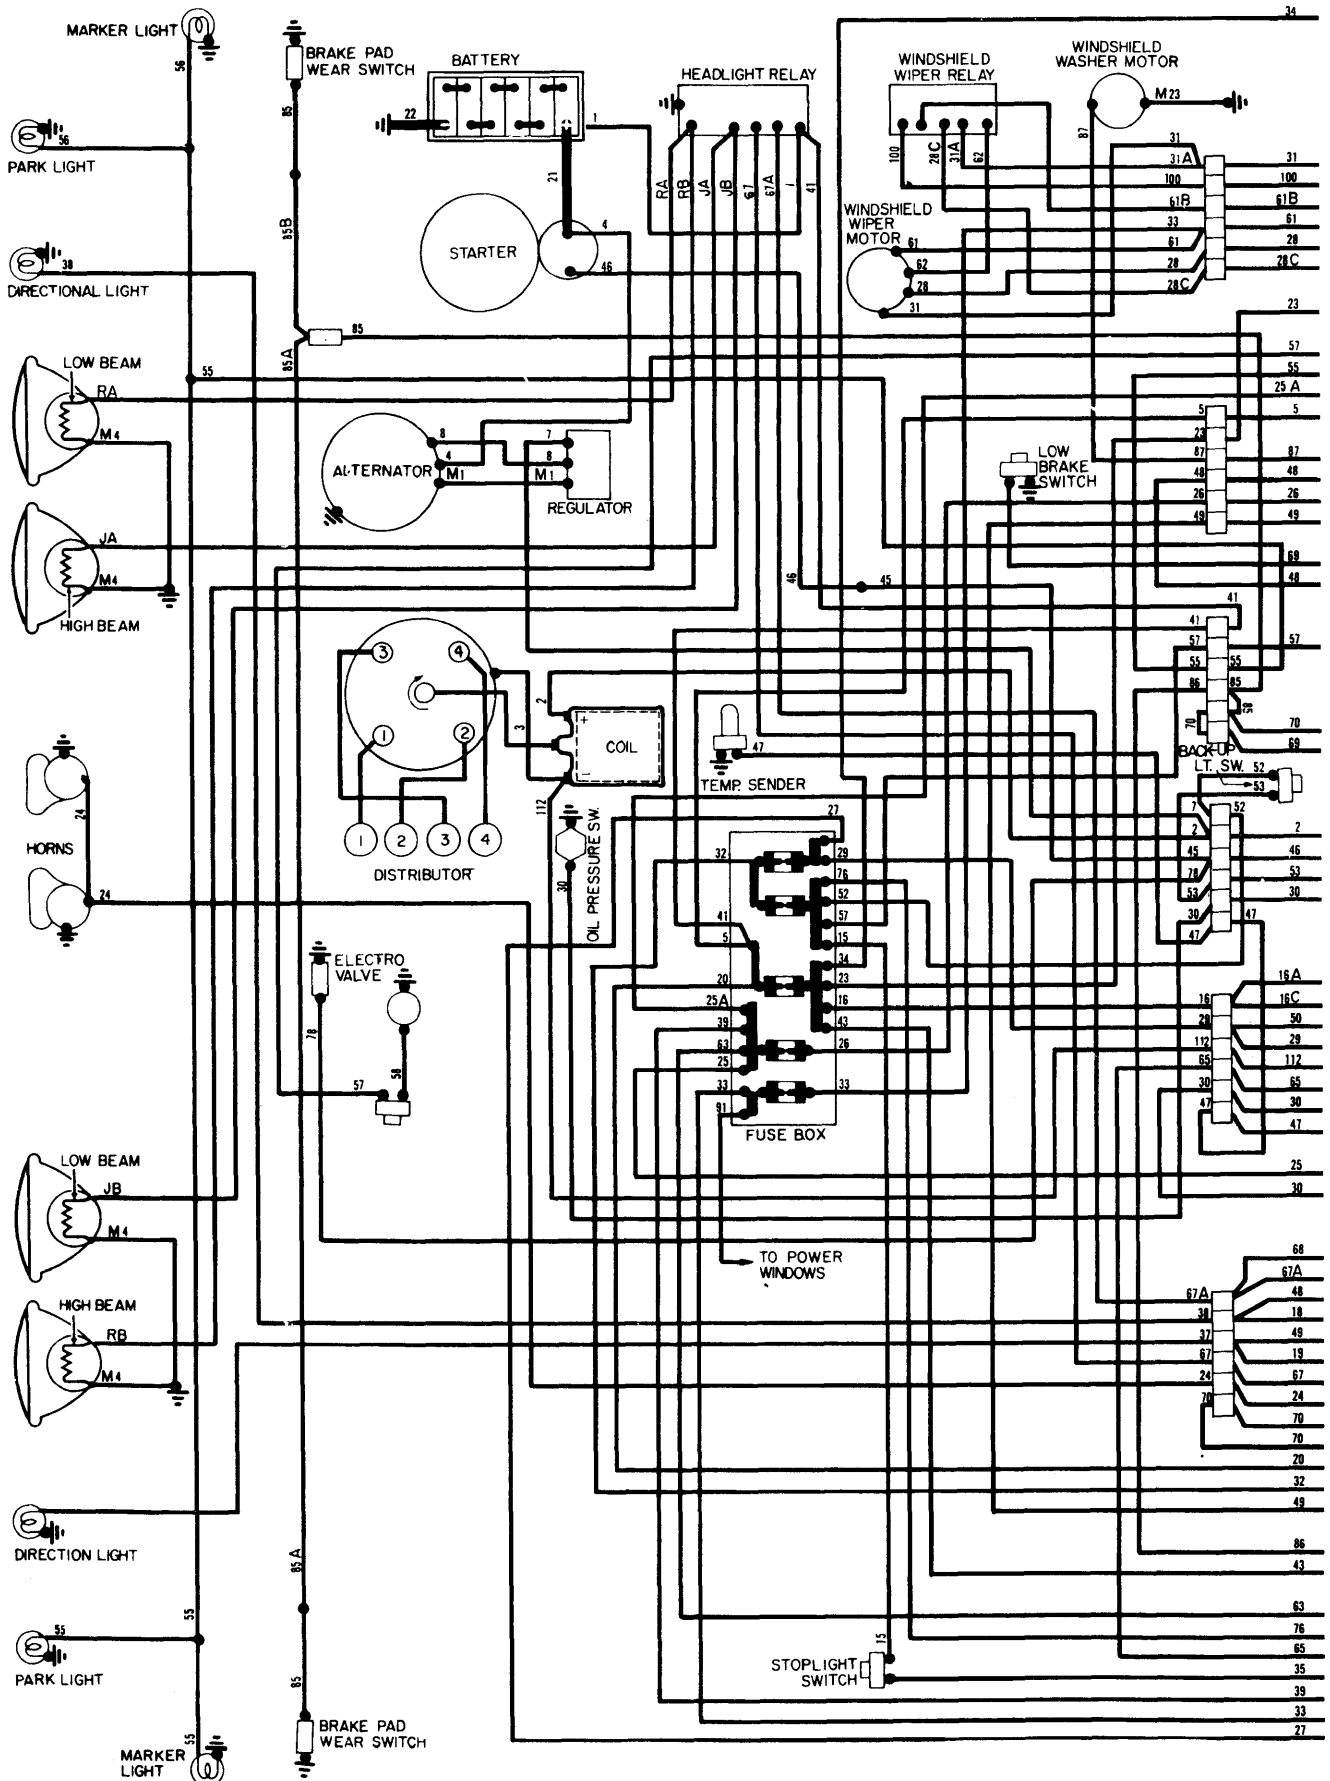 34
MARKER LIGHT
56
BRAKE PAD
WEAR SWITCH
BATTERY
HEADLIGHT RELAY
WINDSHIELD
WIPER RELAY
WINDSHIELD
WASHER MOTOR
M 23
87
85
22
1
56
PARK LIGHT
100
28C
31A
62
31
31A
100
61B
33
61
28
28C
31
100
61B
61
28
28C
21
RA
RB
JA
JB
67
67A
1
41
85B
STARTER
4
46
WINDSHIELD
WIPER
MOTOR
61
62
28
31
38
DIRECTIONAL LIGHT
23
85
57
85A
LOW BEAM
55
55
25 A
RA
M4
5
5
23
87
87
48
48
26
26
49
49
ALTERNATOR
8
4
M1
7
8
M1
REGULATOR
LOW
BRAKE
SWITCH
JA
M4
HIGH BEAM
69
48
46
45
41
41
57
57
55
55
86
85
85
70
70
69
3
4
1
2
1
2
3
4
DISTRIBUTOR
2
3
+
COIL
112
47
TEMP. SENDER
BACK-UP
LT. SW.
52
53
HORNS
24
24
OIL PRESSURE SW.
30
27
7
52
2
2
45
46
78
53
53
30
30
47
47
32
29
76
52
57
41
15
5
34
20
23
25A
16
39
43
63
26
25
33
33
91
FUSE BOX
ELECTRO
VALVE
78
58
57
16A
16
16C
29
50
112
29
65
112
30
65
47
30
47
25
30
LOW BEAM
JB
M4
TO POWER
WINDOWS
68
67A
67A
48
38
18
37
49
67
19
24
67
70
24
70
70
20
32
49
HIGH BEAM
RB
M4
DIRECTION LIGHT
85A
86
43
63
76
65
35
39
33
27
55
55
PARK LIGHT
85
15
STOPLIGHT
SWITCH
BRAKE PAD
WEAR SWITCH
55
MARKER
LIGHT